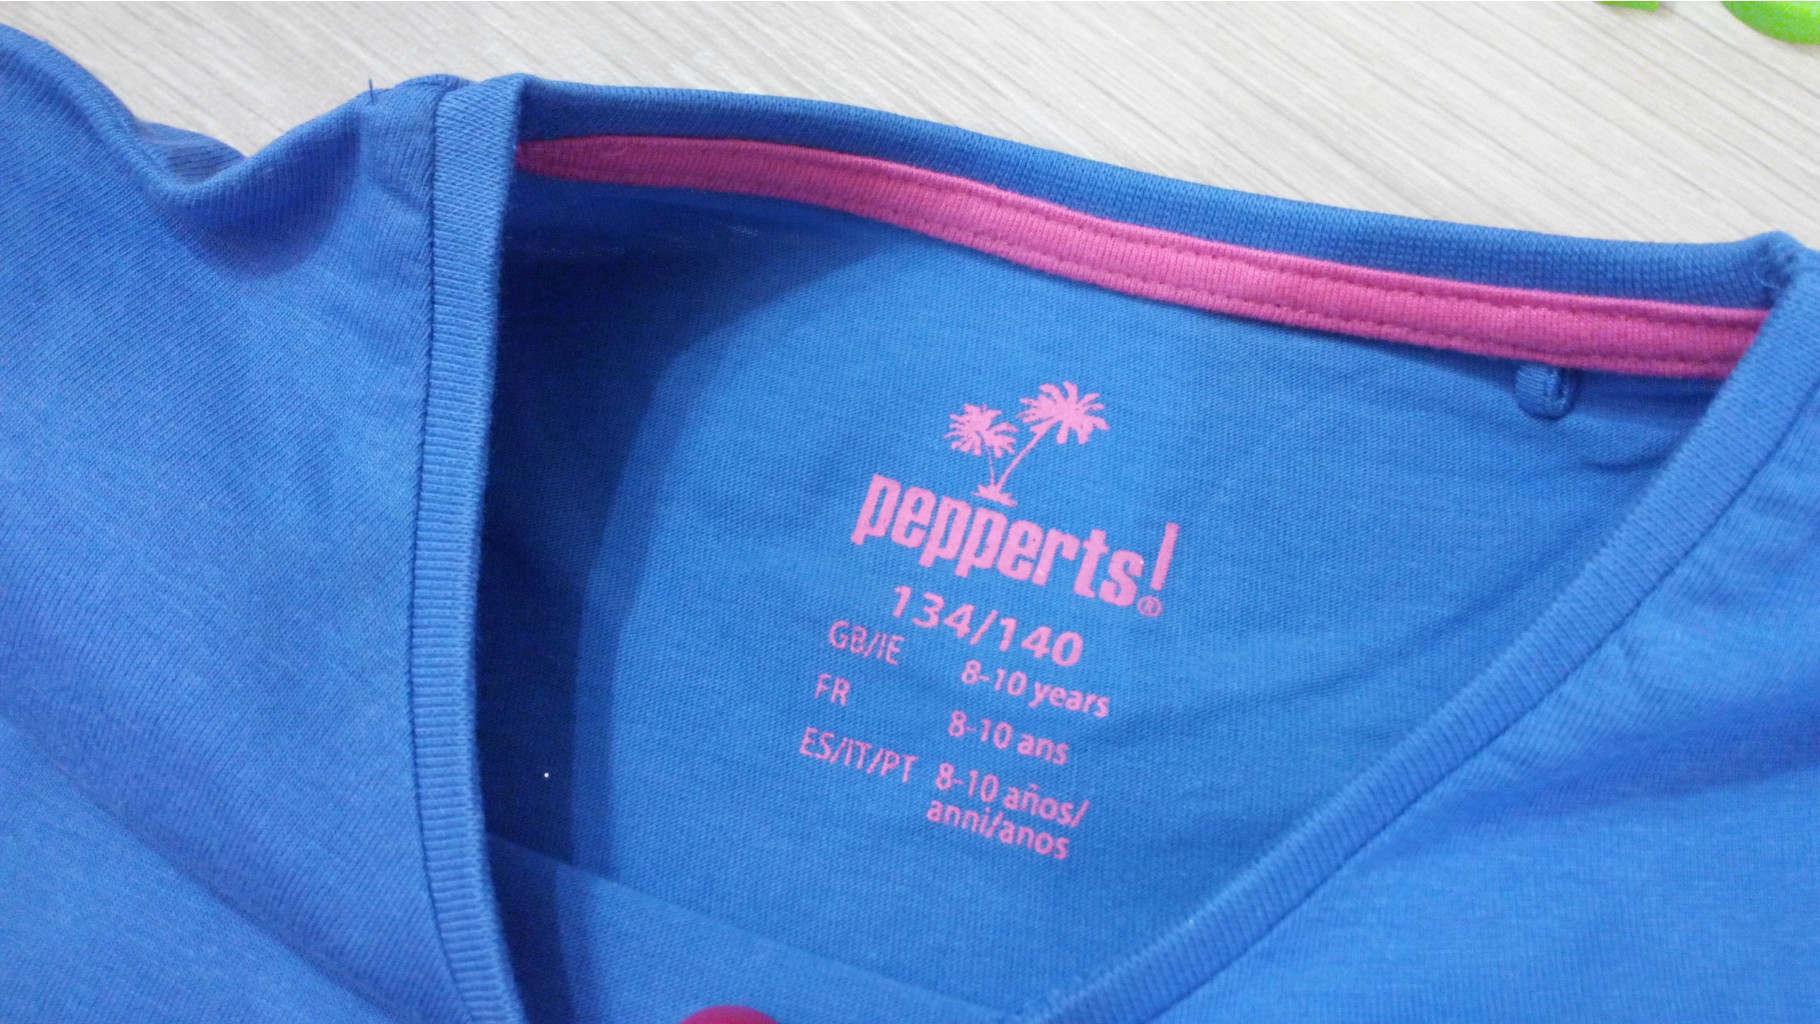 pepperts!®
134/140
GB/IE 8-10 years
FR 8-10 ans
ES/IT/PT 8-10 años/
anni/anos